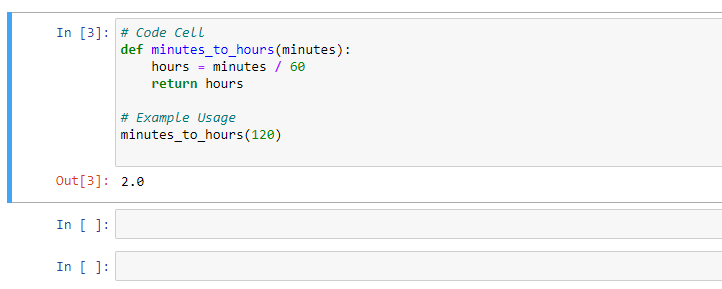 In [3]: # Code Cell
def minutes_to_hours(minutes):
    hours = minutes / 60
    return hours

# Example Usage
minutes_to_hours(120)

Out[3]: 2.0
In [ ]:
In [ ]: